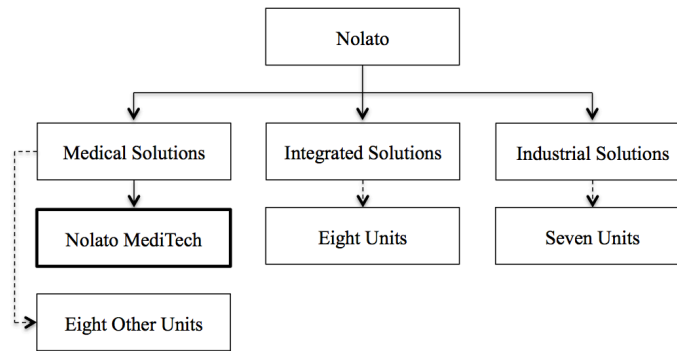 Nolato
Medical Solutions
Integrated Solutions
Industrial Solutions
Nolato MediTech
Eight Units
Seven Units
Eight Other Units